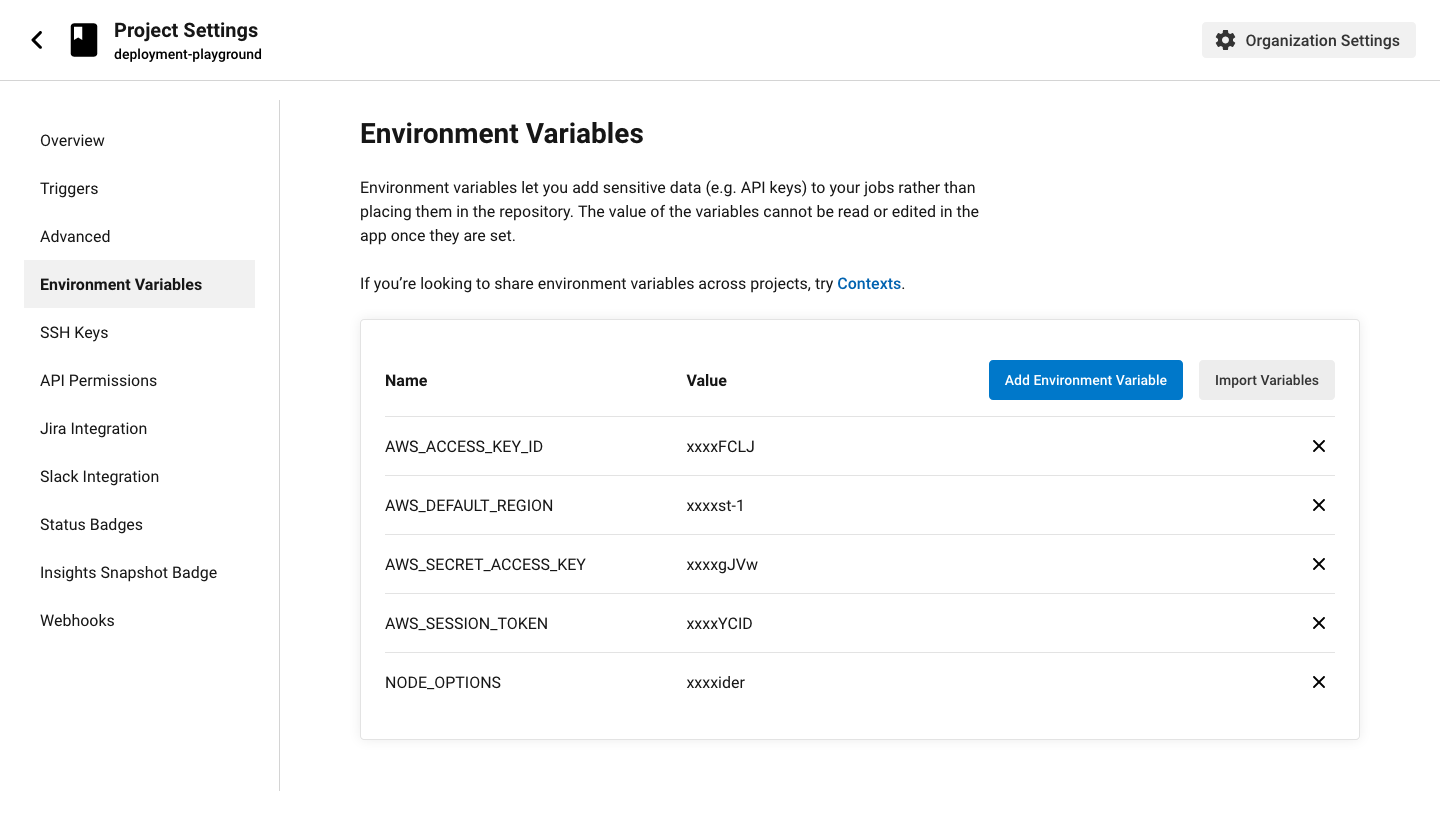 Project Settings
deployment-playground
Organization Settings
Overview
Triggers
Advanced
Environment Variables
SSH Keys
API Permissions
Jira Integration
Slack Integration
Status Badges
Insights Snapshot Badge
Webhooks
Environment Variables
Environment variables let you add sensitive data (e.g. API keys) to your jobs rather than
placing them in the repository. The value of the variables cannot be read or edited in the
app once they are set.
If you’re looking to share environment variables across projects, try Contexts.
Name Value Add Environment Variable Import Variables
AWS_ACCESS_KEY_ID xxxxFCLJ
AWS_DEFAULT_REGION xxxxst-1
AWS_SECRET_ACCESS_KEY xxxxgJVw
AWS_SESSION_TOKEN xxxxYCID
NODE_OPTIONS xxxxider